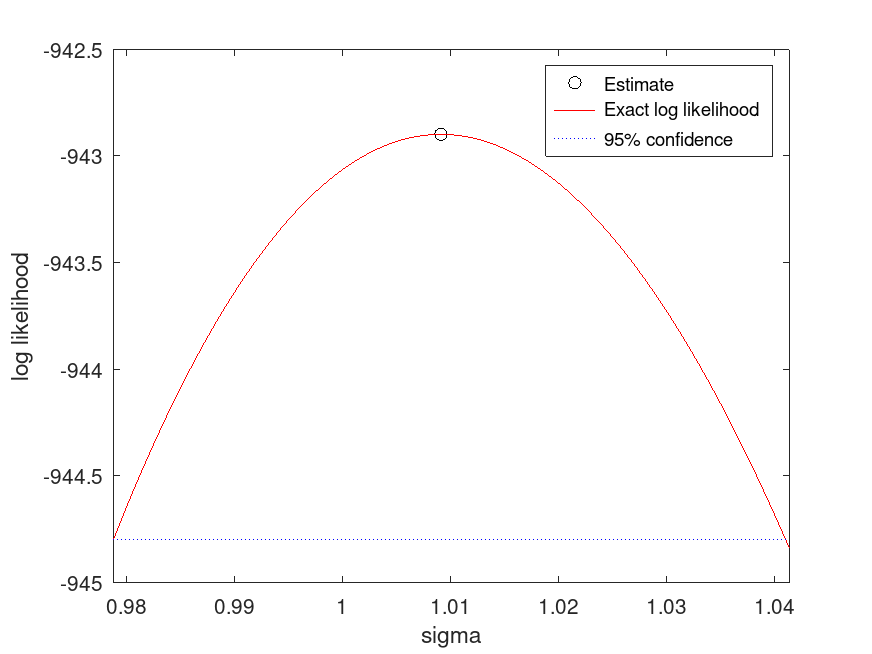 -942.5
-943
-943.5
-944
-944.5
-945
log likelihood
Estimate
Exact log likelihood
95% confidence
0.98 0.99 1 1.01 1.02 1.03 1.04
sigma